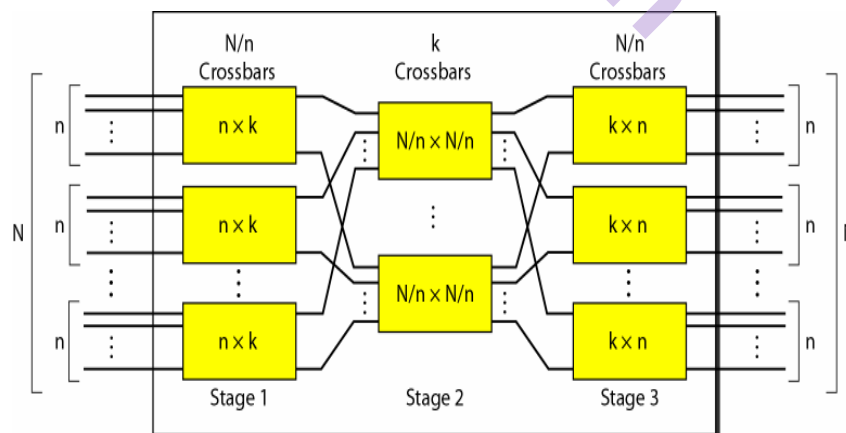 N/n
Crossbars
k
Crossbars
N/n
Crossbars
n
n × k
N/n × N/n
k × n
n
N
n
n × k
k × n
n
n
n × k
N/n × N/n
k × n
n
Stage 1
Stage 2
Stage 3